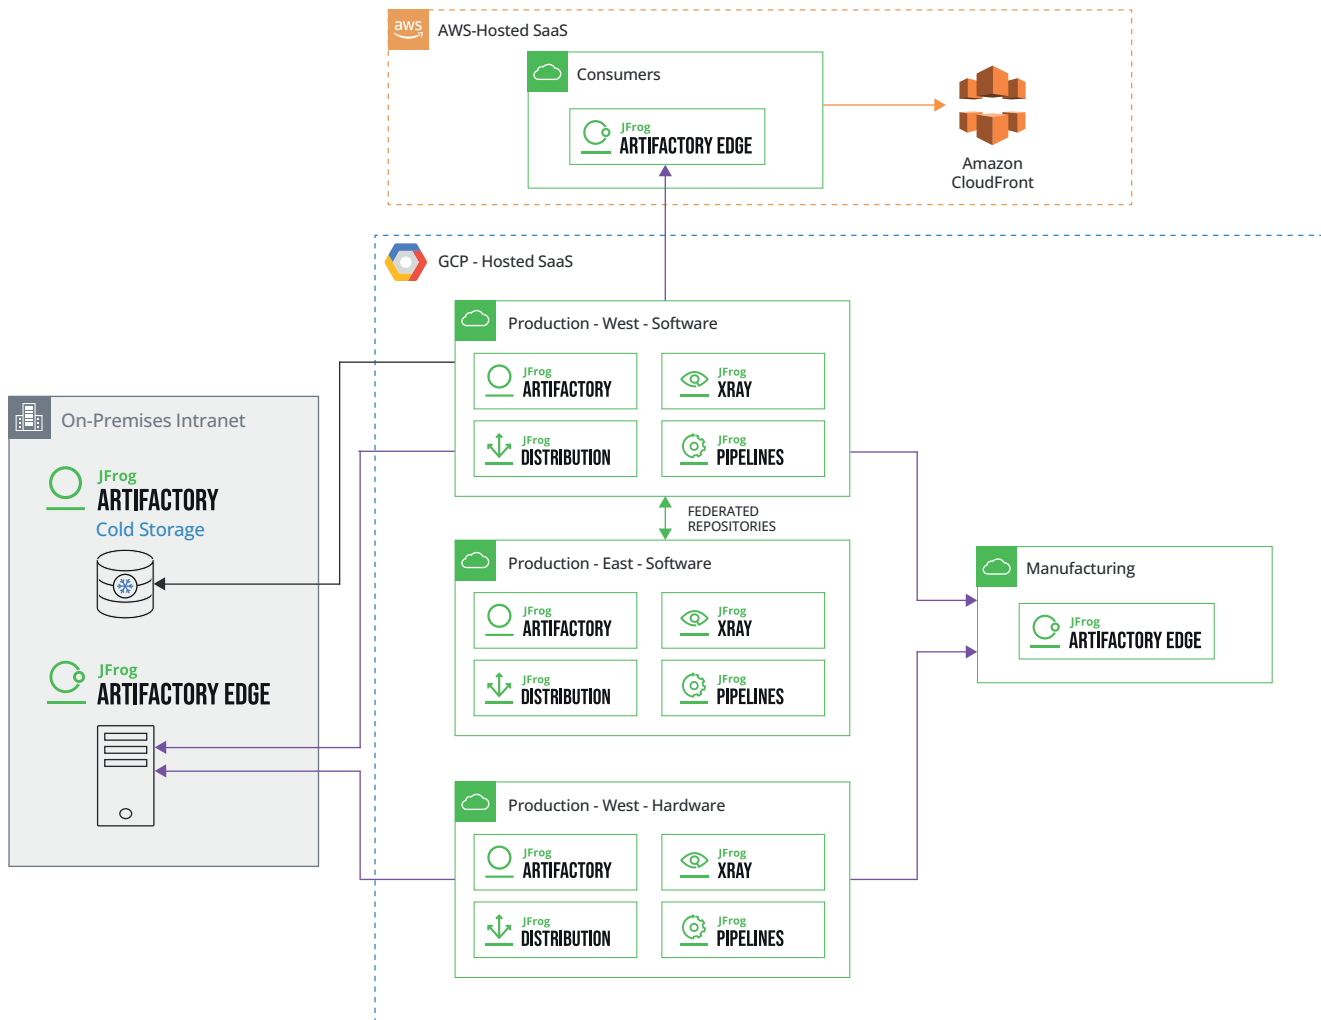 aws
AWS-Hosted SaaS
Consumers
JFrog
ARTIFACTORY EDGE
Amazon
CloudFront
GCP - Hosted SaaS
Production - West - Software
JFrog
ARTIFACTORY
JFrog
XRAY
JFrog
DISTRIBUTION
JFrog
PIPELINES
On-Premises Intranet
JFrog
ARTIFACTORY
Cold Storage
JFrog
ARTIFACTORY EDGE
FEDERATED
REPOSITORIES
Production - East - Software
JFrog
ARTIFACTORY
JFrog
XRAY
JFrog
DISTRIBUTION
JFrog
PIPELINES
Manufacturing
JFrog
ARTIFACTORY EDGE
Production - West - Hardware
JFrog
ARTIFACTORY
JFrog
XRAY
JFrog
DISTRIBUTION
JFrog
PIPELINES